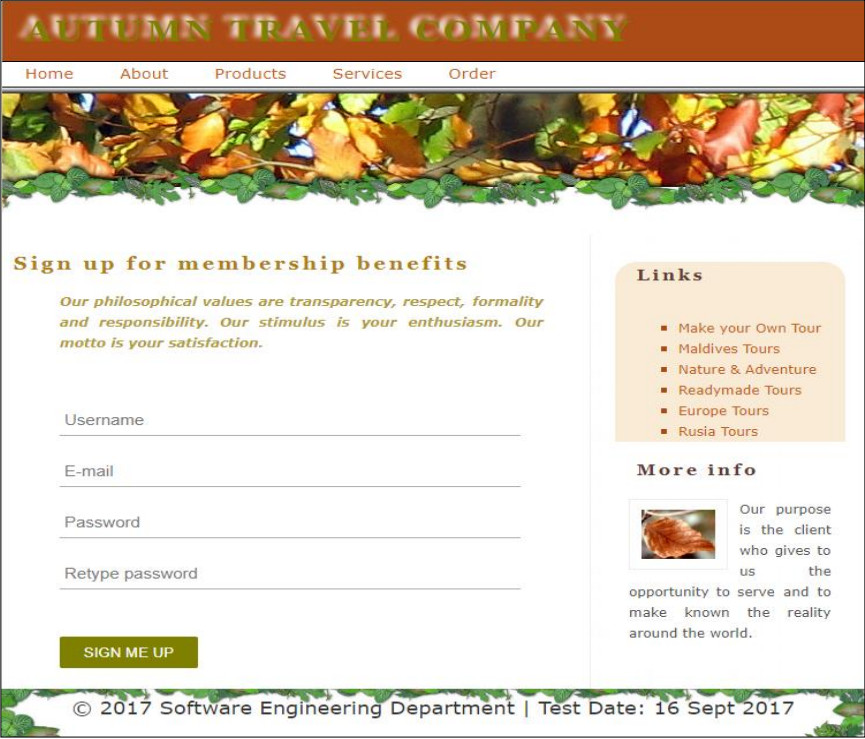 AUTUMN TRAVEL COMPANY
Home About Products Services Order
Sign up for membership benefits
Our philosophical values are transparency, respect, formality
and responsibility. Our stimulus is your enthusiasm. Our
motto is your satisfaction.
Username
E-mail
Password
Retype password
SIGN ME UP
Links
Make your Own Tour
Maldives Tours
Nature & Adventure
Readymade Tours
Europe Tours
Rusia Tours
More info
Our purpose
is the client
who gives to
us the
opportunity to serve and to
make known the reality
around the world.
© 2017 Software Engineering Department | Test Date: 16 Sept 2017